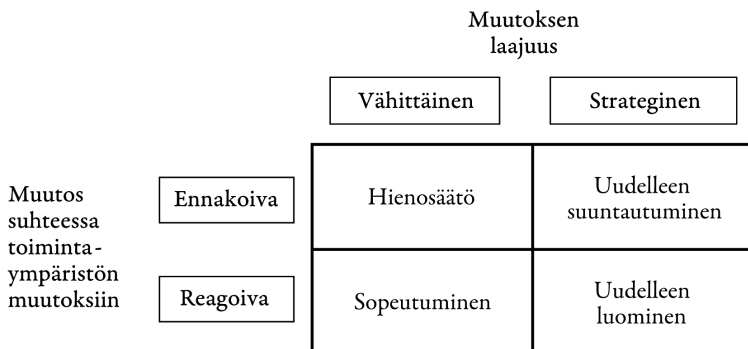 Muutoksen
laajuus
Vähittäinen
Strateginen
Muutos
suhteessa
toiminta-
ympäristön
muutoksiin
Ennakoiva
Hienosäätö
Uudelleen
suuntautuminen
Reagoiva
Sopeutuminen
Uudelleen
luominen